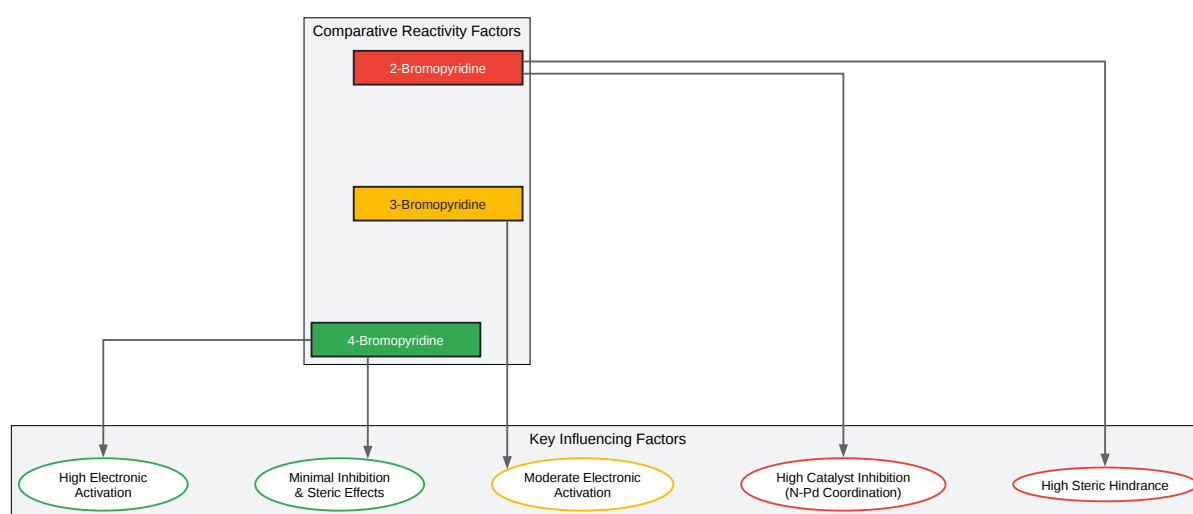 Comparative Reactivity Factors
2-Bromopyridine
3-Bromopyridine
4-Bromopyridine
Key Influencing Factors
High Electronic
Activation
Minimal Inhibition
& Steric Effects
Moderate Electronic
Activation
High Catalyst Inhibition
(N-Pd Coordination)
High Steric Hindrance